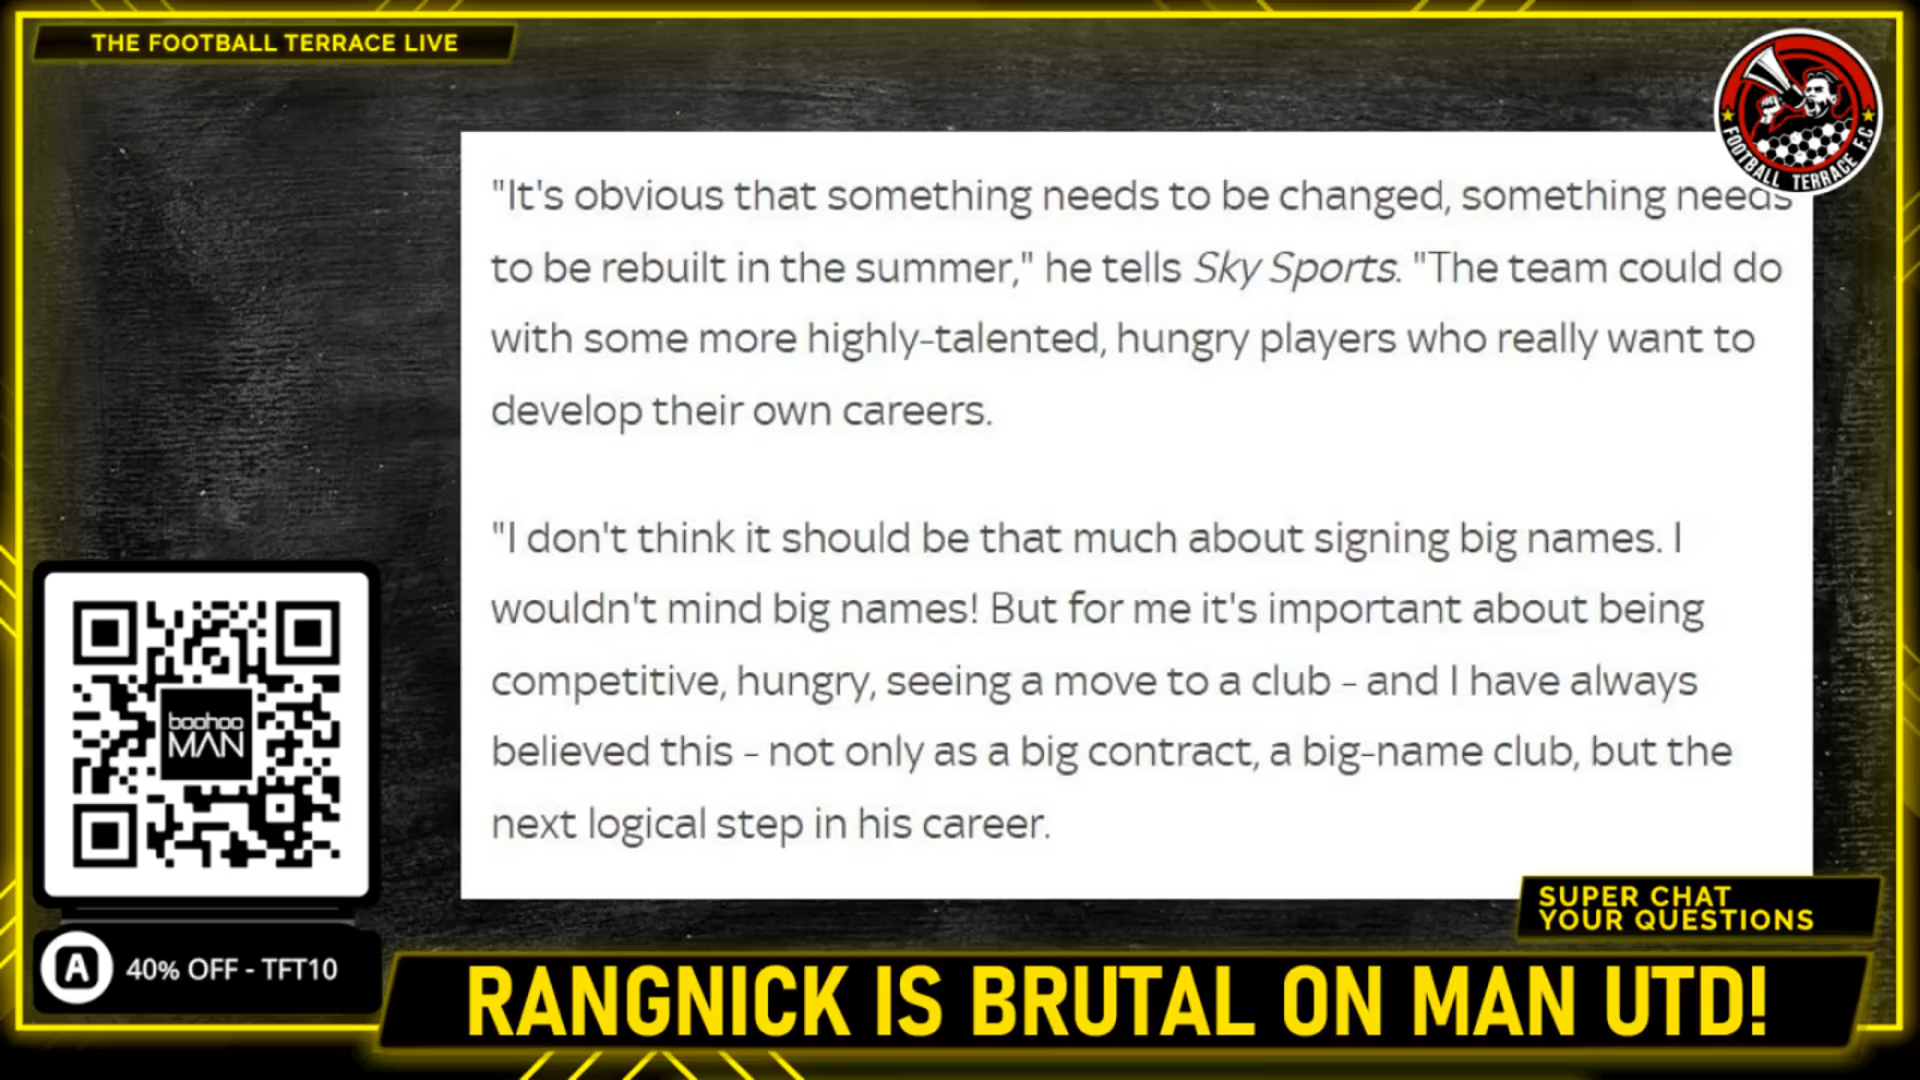 THE FOOTBALL TERRACE LIVE
FOOTBALL TERRACE F.C
"It's obvious that something needs to be changed, something needs
to be rebuilt in the summer," he tells Sky Sports. "The team could do
with some more highly-talented, hungry players who really want to
develop their own careers.
"I don't think it should be that much about signing big names. I
wouldn't mind big names! But for me it's important about being
competitive, hungry, seeing a move to a club - and I have always
believed this - not only as a big contract, a big-name club, but the
next logical step in his career.
boohoo
MAN
A 40% OFF - TFT10
SUPER CHAT
YOUR QUESTIONS
RANGNICK IS BRUTAL ON MAN UTD!